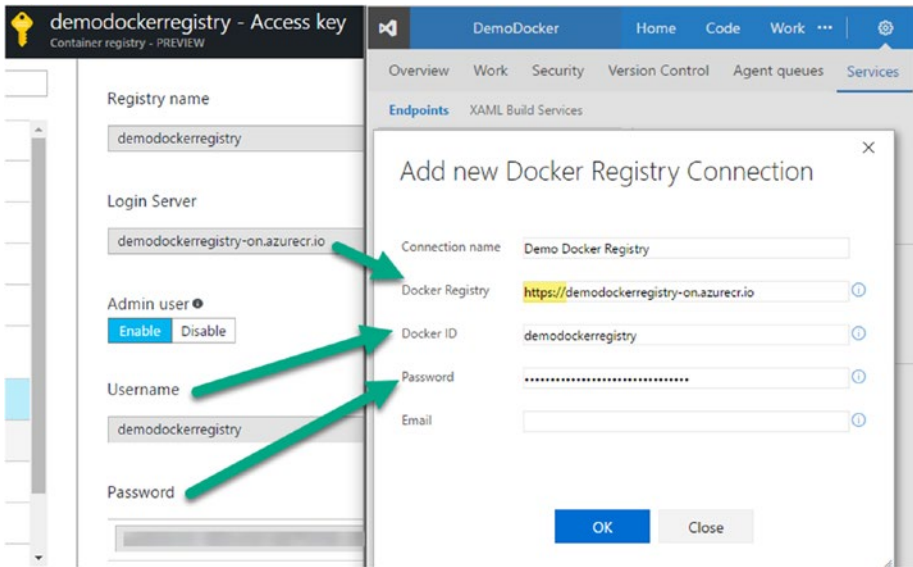 demodockerregistry - Access key
Container registry - PREVIEW
Registry name
demodockerregistry
Login Server
demodockerregistry-on.azurecr.io
Admin user
Enable Disable
Username
demodockerregistry
Password
DemoDocker Home Code Work •••
Overview Work Security Version Control Agent queues Services
Endpoints XAML Build Services
Add new Docker Registry Connection
Connection name Demo Docker Registry
Docker Registry https://demodockerregistry-on.azurecr.io
Docker ID demodockerregistry
Password ••••••••••••••••••••••••••••••••
Email
OK Close